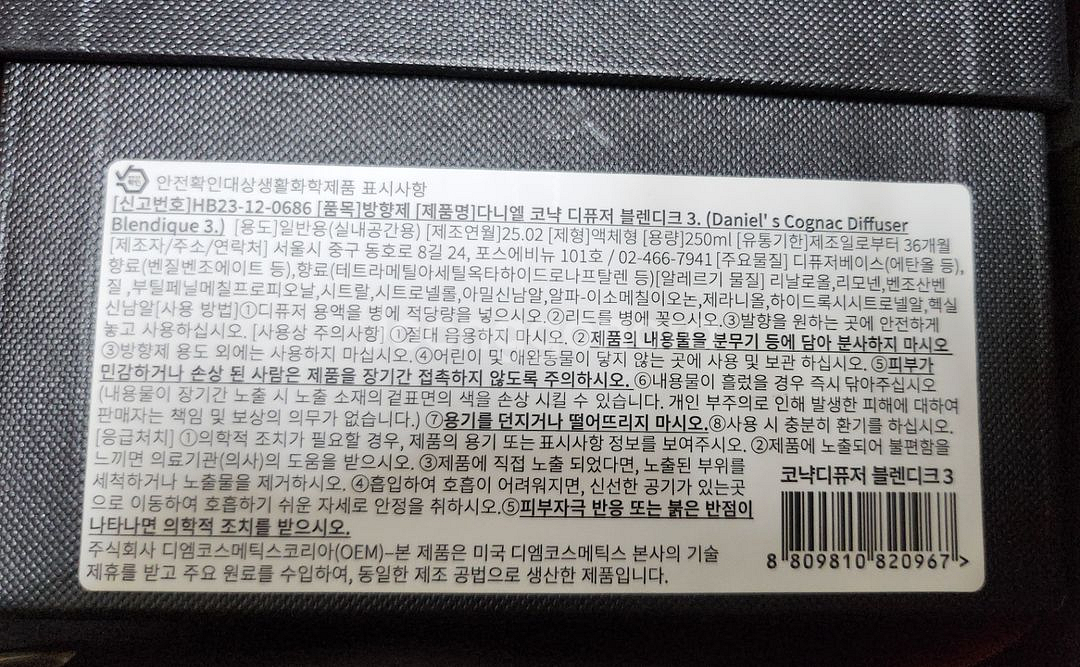 안전확인대상생활화학제품 표시사항
[신고번호]HB23-12-0686 [품목]방향제 [제품명]다니엘 코냑 디퓨저 블렌디크 3. (Daniel' s Cognac Diffuser
Blendique 3.) [용도]일반용(실내공간용) [제조연월]25.02 [제형]액체형 [용량]250ml [유통기한]제조일로부터 36개월
[제조자/주소/연락처] 서울시 중구 동호로 8길 24, 포스에비뉴 101호 / 02-466-7941 [주요물질] 디퓨저베이스(에탄올 등),
향료(벤질벤조에이트 등),향료(테트라메틸아세틸옥타하이드로나프탈렌 등)[알레르기 물질] 리날로올,리모넨,벤조산벤
질 ,부틸페닐메칠프로피오날,시트랄,시트로넬롤,아밀신남알,알파-이소메칠이오논,제라니올,하이드록시시트로넬알,헥실
신남알[사용 방법]①디퓨저 용액을 병에 적당량을 넣으시오.②리드를 병에 꽂으시오.③발향을 원하는 곳에 안전하게
놓고 사용하십시오. [사용상 주의사항] ①절대 음용하지 마시오. ②제품의 내용물을 분무기 등에 담아 분사하지 마시오
③방향제 용도 외에는 사용하지 마십시오.④어린이 및 애완동물이 닿지 않는 곳에 사용 및 보관 하십시오. ⑤피부가
민감하거나 손상 된 사람은 제품을 장기간 접촉하지 않도록 주의하시오. ⑥내용물이 흘렀을 경우 즉시 닦아주십시오
(내용물이 장기간 노출 시 노출 소재의 겉표면의 색을 손상 시킬 수 있습니다. 개인 부주의로 인해 발생한 피해에 대하여
판매자는 책임 및 보상의 의무가 없습니다.) ⑦용기를 던지거나 떨어뜨리지 마시오.⑧사용 시 충분히 환기를 하십시오.
[응급처치] ①의학적 조치가 필요할 경우, 제품의 용기 또는 표시사항 정보를 보여주시오. ②제품에 노출되어 불편함을
느끼면 의료기관(의사)의 도움을 받으시오. ③제품에 직접 노출 되었다면, 노출된 부위를
세척하거나 노출물을 제거하시오. ④흡입하여 호흡이 어려워지면, 신선한 공기가 있는곳
으로 이동하여 호흡하기 쉬운 자세로 안정을 취하시오.⑤피부자극 반응 또는 붉은 반점이
나타나면 의학적 조치를 받으시오.
주식회사 디엠코스메틱스코리아(OEM)–본 제품은 미국 디엠코스메틱스 본사의 기술
제휴를 받고 주요 원료를 수입하여, 동일한 제조 공법으로 생산한 제품입니다.
코냑디퓨저 블렌디크 3
8 809810 820967 >